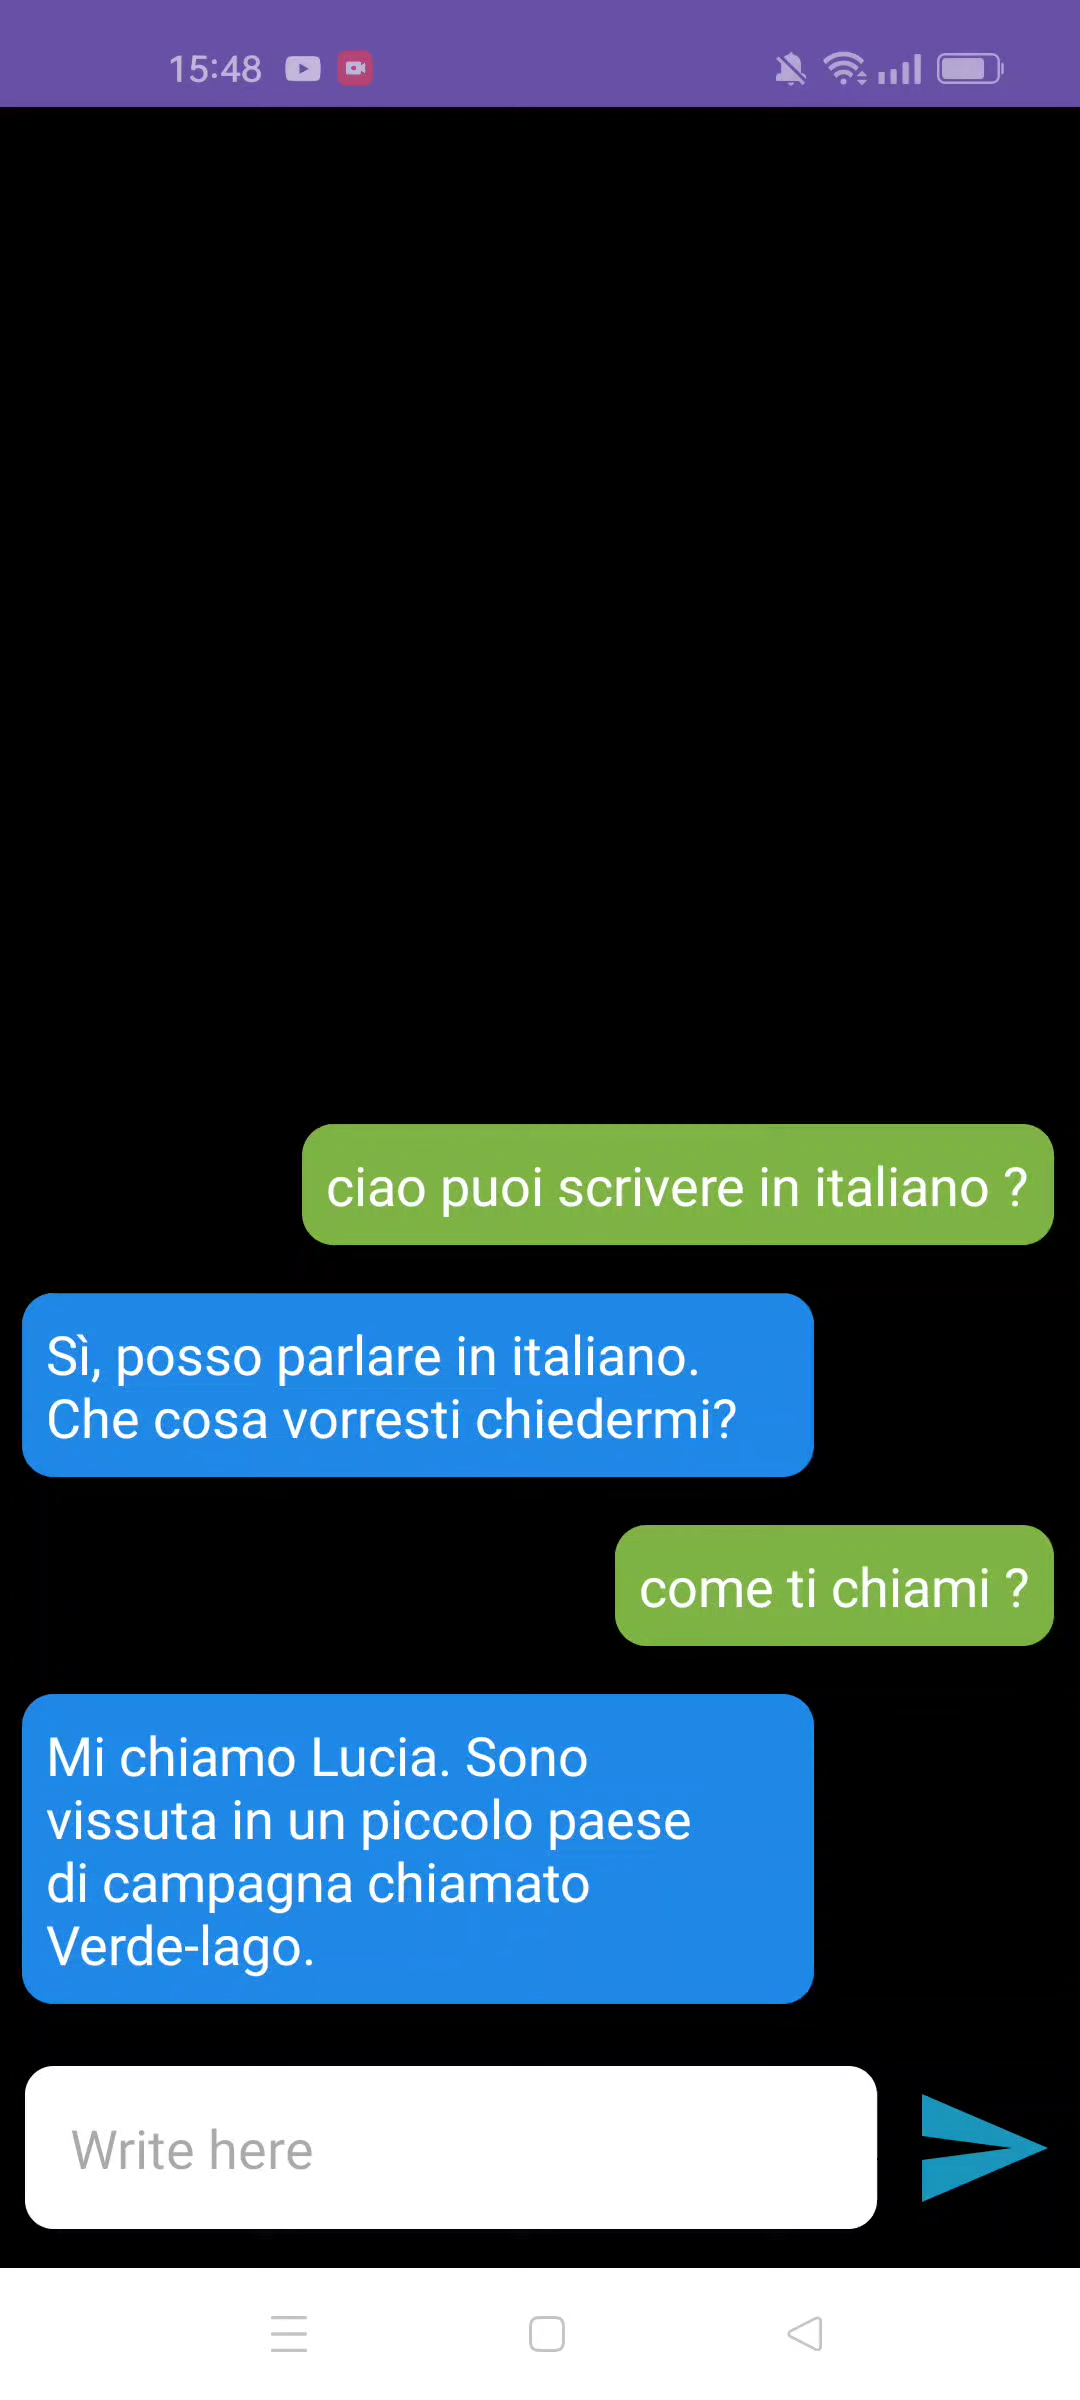 15:48
ciao puoi scrivere in italiano ?
Sì, posso parlare in italiano.
Che cosa vorresti chiedermi?
come ti chiami ?
Mi chiamo Lucia. Sono
vissuta in un piccolo paese
di campagna chiamato
Verde-lago.
Write here